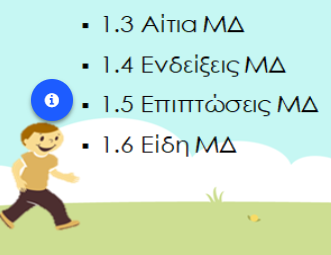 ▪ 1.3 Αίτια ΜΔ
▪ 1.4 Ενδείξεις ΜΔ
▪ 1.5 Επιπτώσεις ΜΔ
▪ 1.6 Είδη ΜΔ